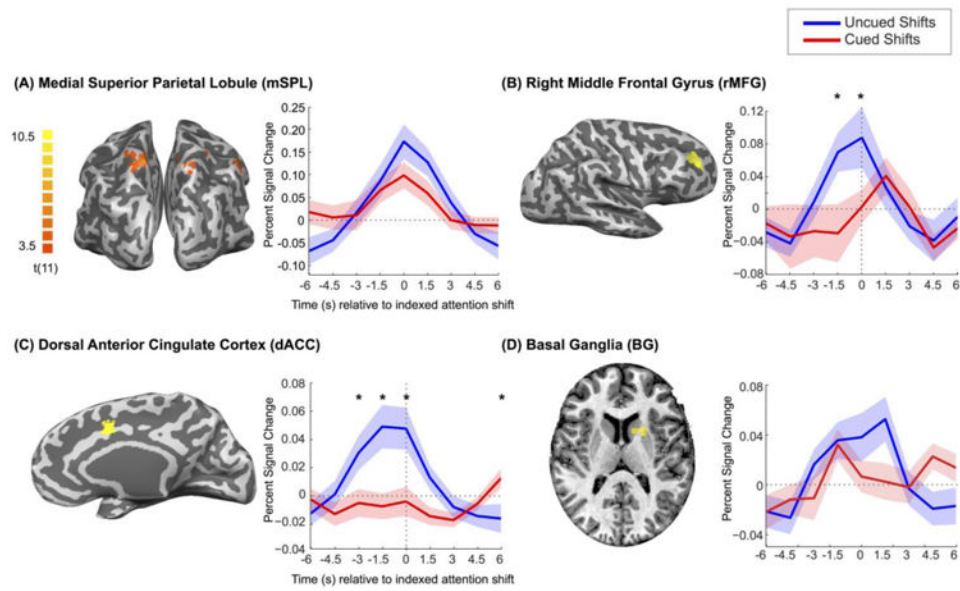 Uncued Shifts
Cued Shifts
(A) Medial Superior Parietal Lobule (mSPL)
10.5
3.5
t(11)
Percent Signal Change
0.25
0.20
0.15
0.10
0.05
0
-0.05
-0.10
-6 -4.5 -3 -1.5 0 1.5 3 4.5 6
Time (s) relative to indexed attention shift
(B) Right Middle Frontal Gyrus (rMFG)
* *
Percent Signal Change
0.12
0.08
0.04
0
-0.04
-0.08
-6 -4.5 -3 -1.5 0 1.5 3 4.5 6
(C) Dorsal Anterior Cingulate Cortex (dACC)
* * * *
Percent Signal Change
0.08
0.06
0.04
0.02
0
-0.02
-0.04
-6 -4.5 -3 -1.5 0 1.5 3 4.5 6
Time (s) relative to indexed attention shift
(D) Basal Ganglia (BG)
Percent Signal Change
0.08
0.04
0
-0.04
-6 -4.5 -3 -1.5 0 1.5 3 4.5 6